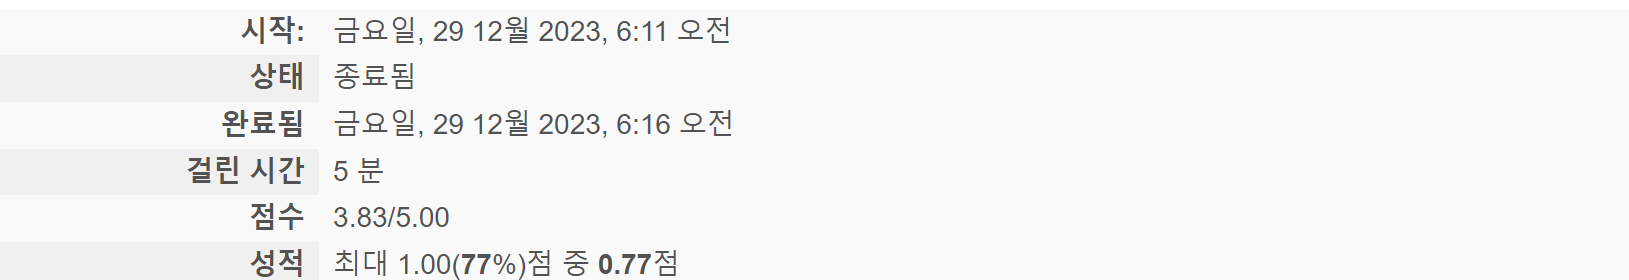 시작: 금요일, 29 12월 2023, 6:11 오전
상태 종료됨
완료됨 금요일, 29 12월 2023, 6:16 오전
걸린 시간 5 분
점수 3.83/5.00
성적 최대 1.00(77%)점 중 0.77점